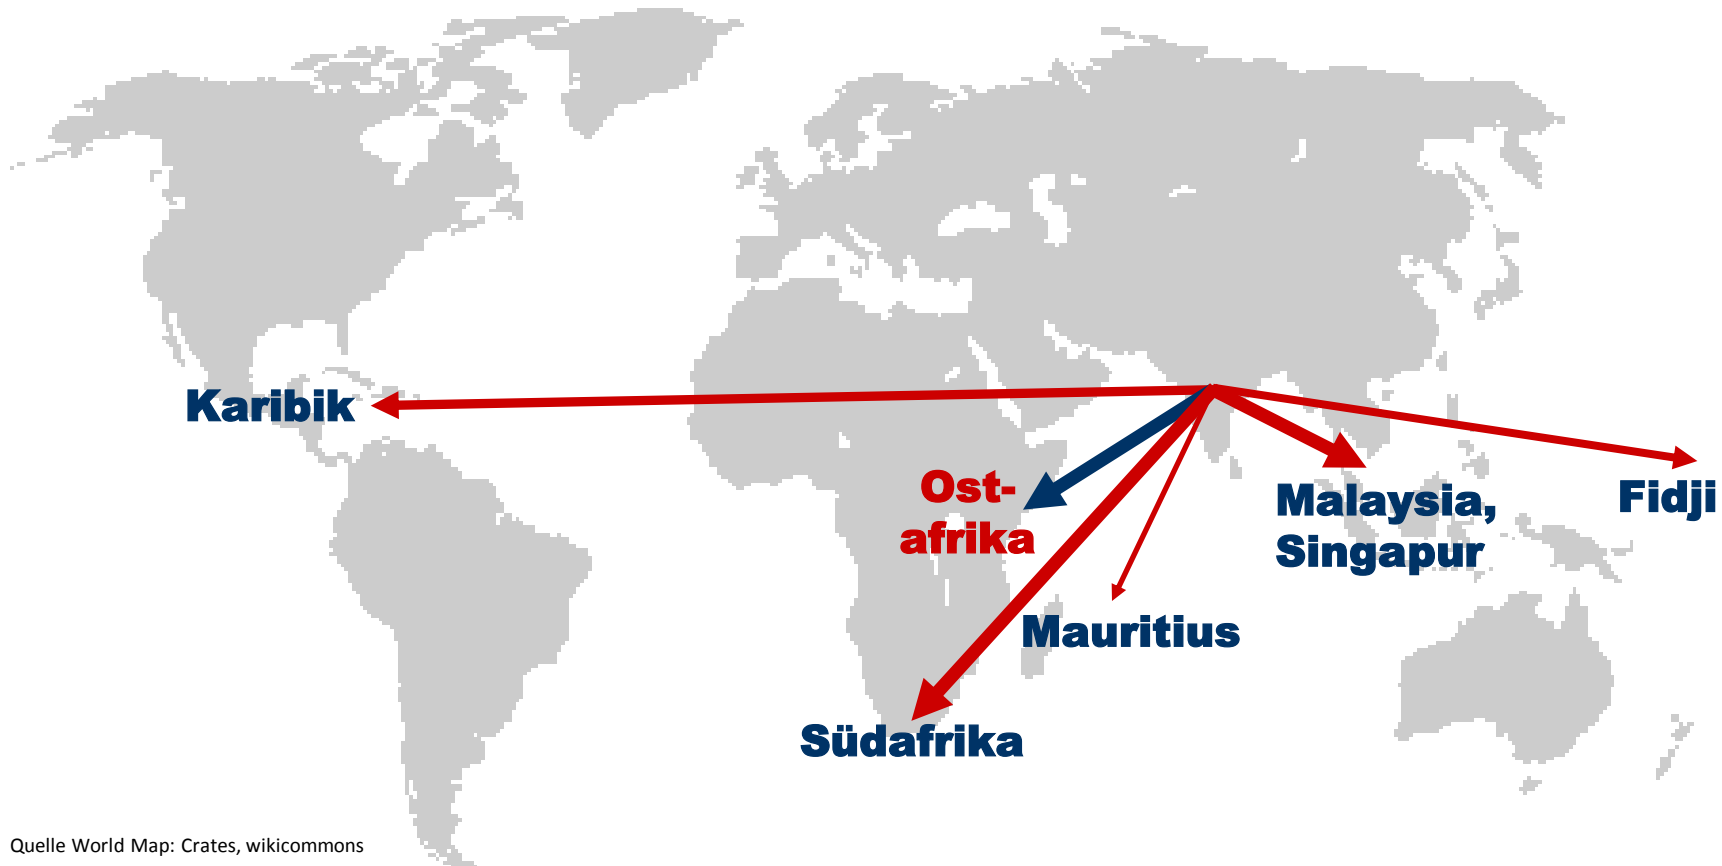 Karibik
Ost-
afrika
Malaysia,
Singapur
Fidji
Mauritius
Südafrika
Quelle World Map: Crates, wikicommons